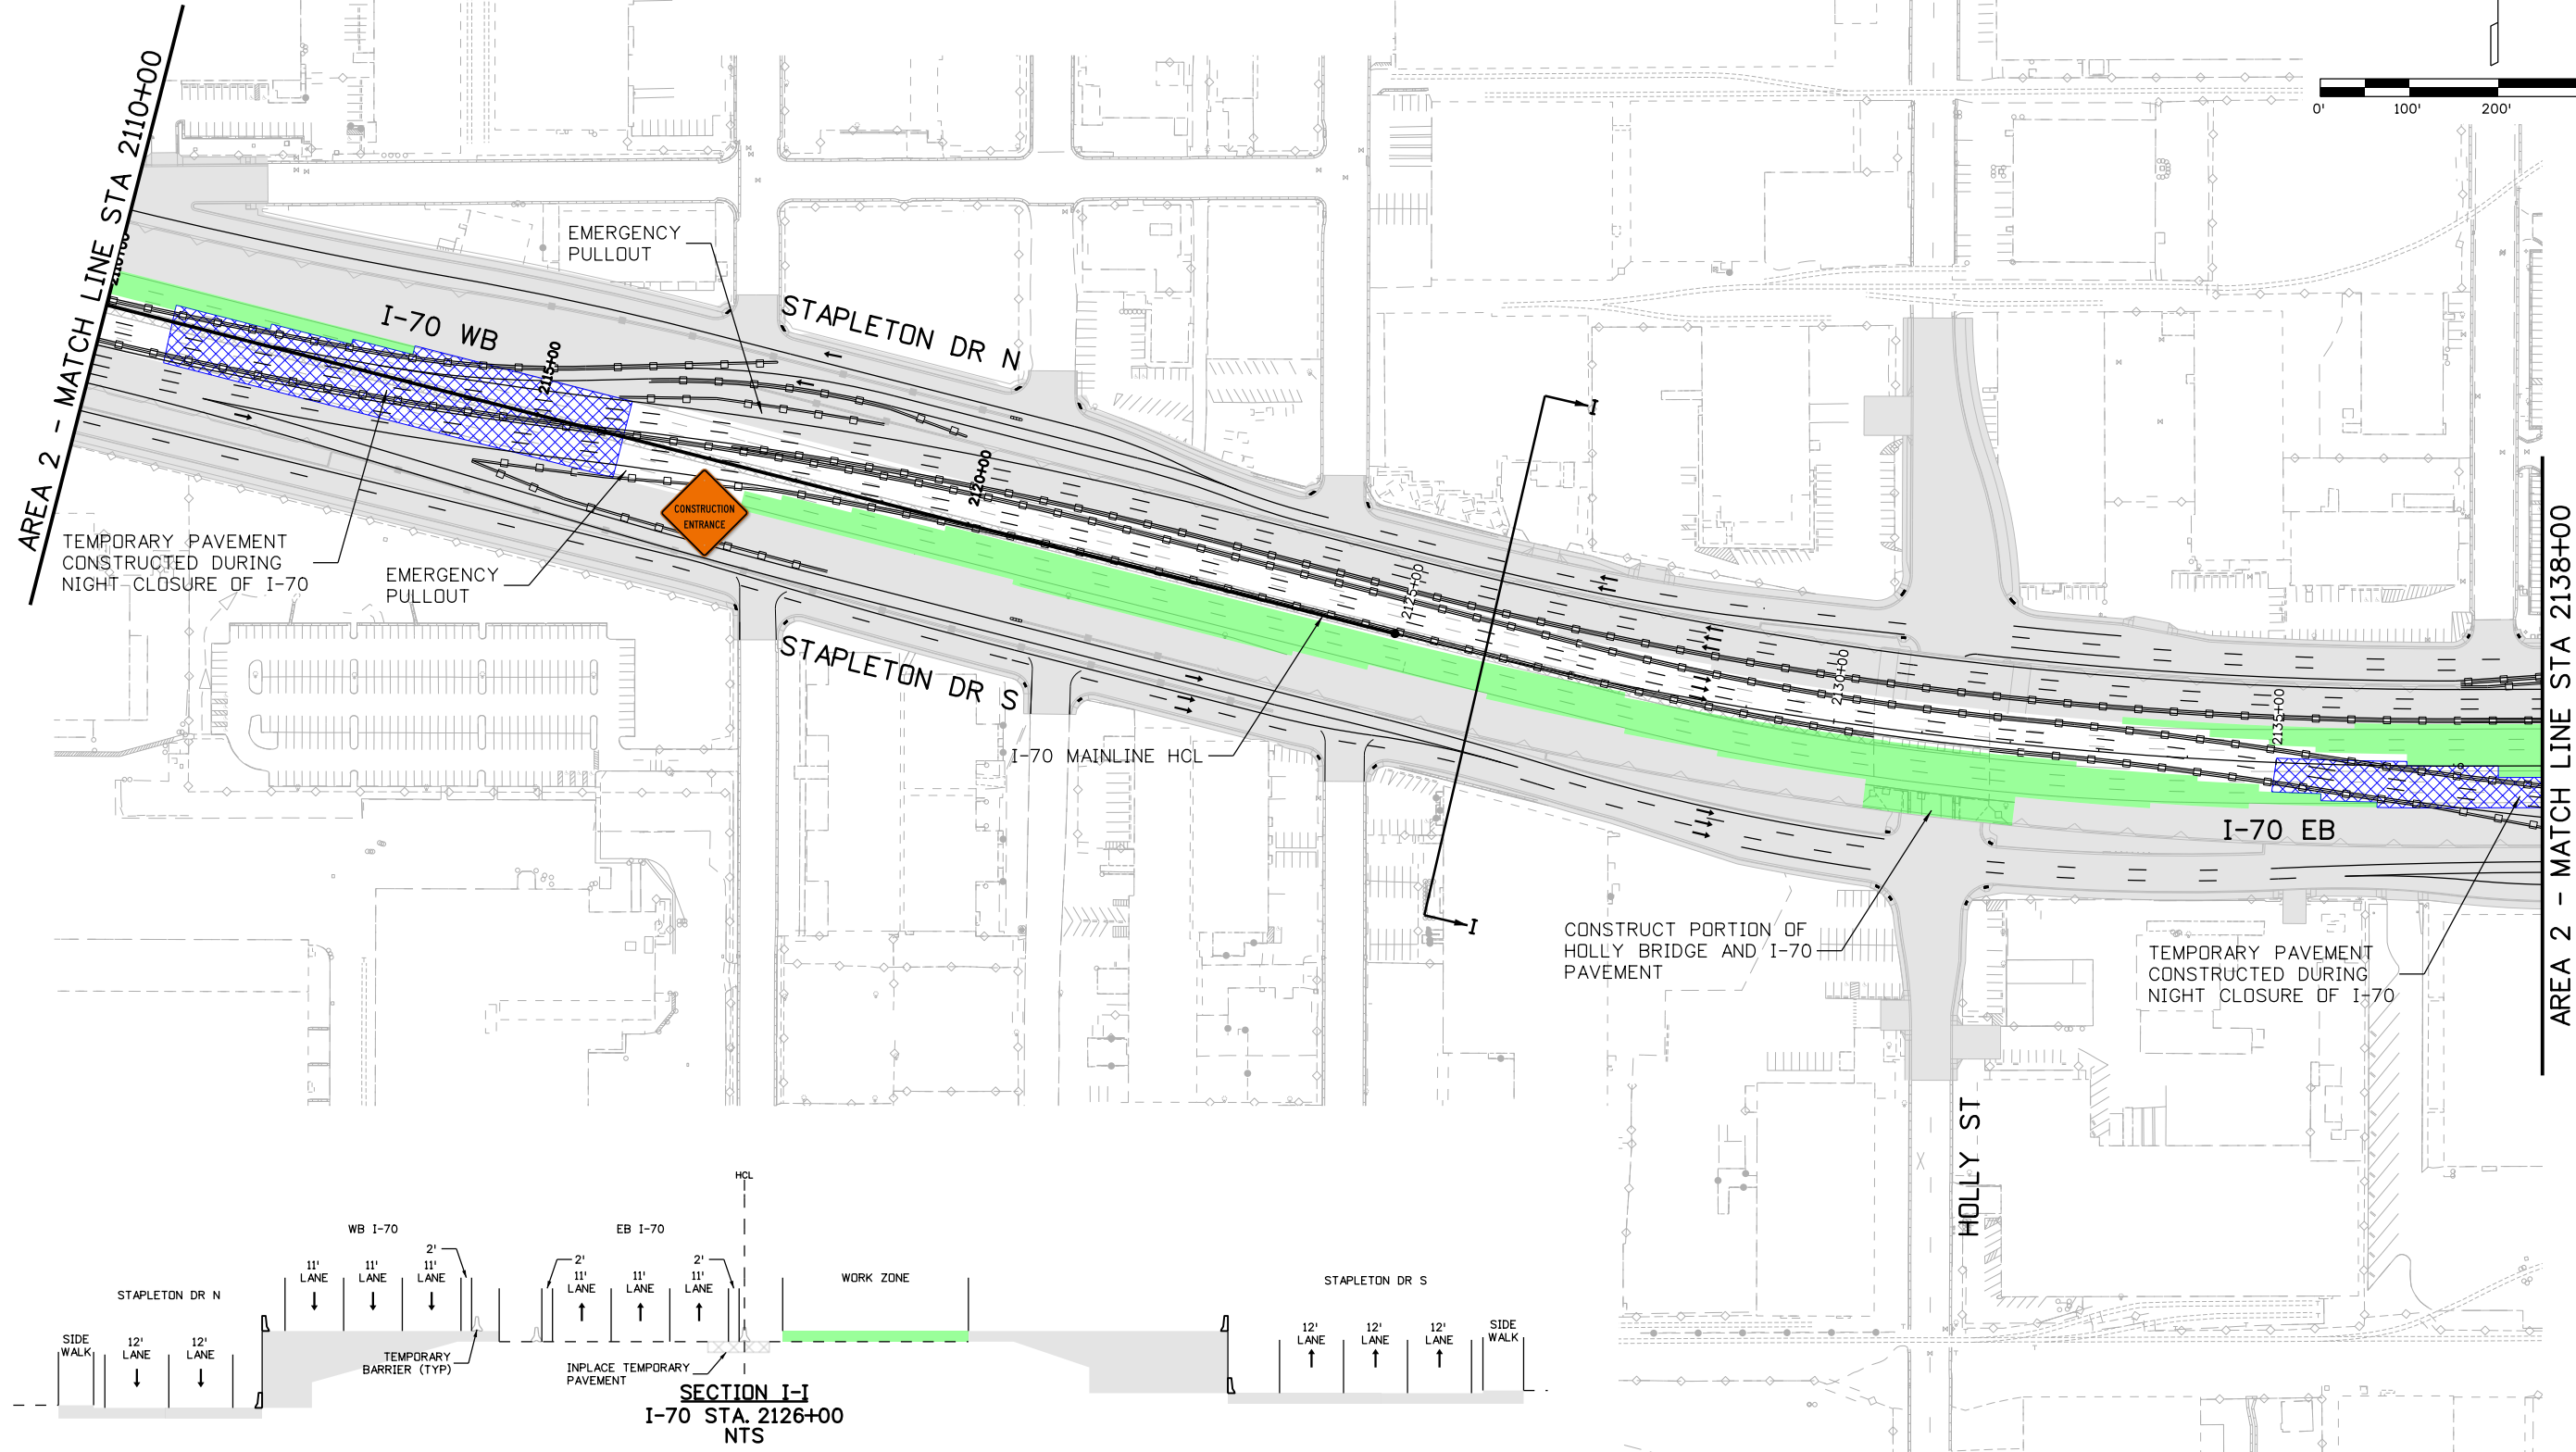 AREA 2 - MATCH LINE STA 2110+00
0'
100'
200'
EMERGENCY
PULLOUT
I-70 WB
STAPLETON DR N
2115+00
2120+00
CONSTRUCTION
ENTRANCE
TEMPORARY PAVEMENT
CONSTRUCTED DURING
NIGHT CLOSURE OF I-70
EMERGENCY
PULLOUT
I
2125+00
STAPLETON DR S
I-70 MAINLINE HCL
2130+00
2135+00
I-70 EB
AREA 2 - MATCH LINE STA 2138+00
I
CONSTRUCT PORTION OF
HOLLY BRIDGE AND I-70
PAVEMENT
TEMPORARY PAVEMENT
CONSTRUCTED DURING
NIGHT CLOSURE OF I-70
HOLLY ST
HCL
WB I-70
EB I-70
2'
2'
2'
11'
LANE
11'
LANE
11'
LANE
11'
LANE
11'
LANE
11'
LANE
WORK ZONE
STAPLETON DR N
STAPLETON DR S
SIDE
WALK
12'
LANE
12'
LANE
12'
LANE
12'
LANE
12'
LANE
SIDE
WALK
TEMPORARY
BARRIER (TYP)
INPLACE TEMPORARY
PAVEMENT
SECTION I-I
I-70 STA. 2126+00
NTS